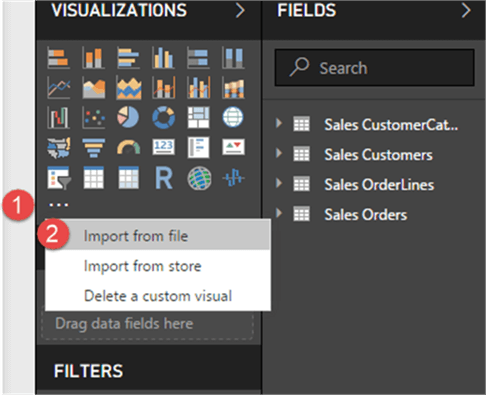 VISUALIZATIONS >
FIELDS >
Search
123
R
Sales CustomerCat...
Sales Customers
Sales OrderLines
Sales Orders
1
...
2
Import from file
Import from store
Delete a custom visual
Drag data fields here
FILTERS